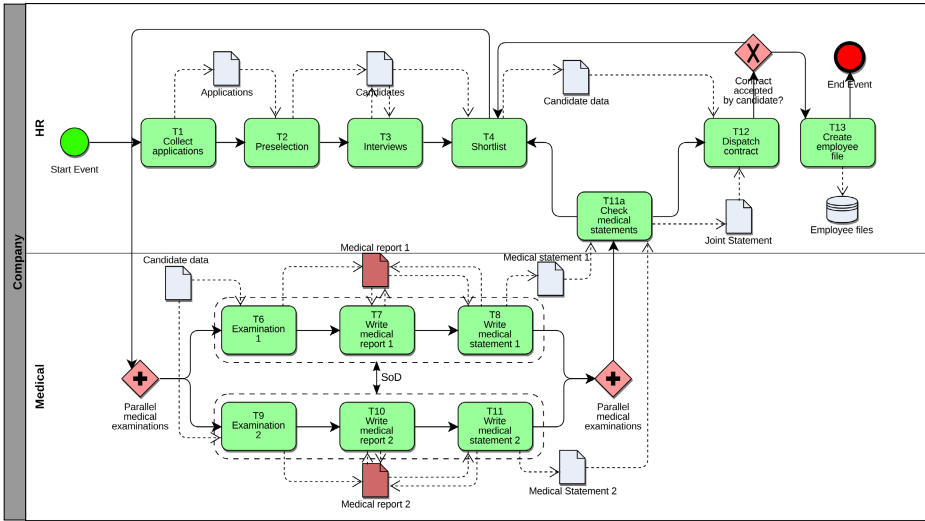 Company
HR
Medical
Start Event
T1
Collect
applications
Applications
T2
Preselection
Candidates
T3
Interviews
T4
Shortlist
Candidate data
Contract
accepted
by candidate?
T12
Dispatch
contract
End Event
T13
Create
employee
file
Employee files
T11a
Check
medical
statements
Joint Statement
Candidate data
Medical report 1
Medical statement 1
T6
Examination
1
T7
Write
medical
report 1
T8
Write
medical
statement 1
SoD
Parallel
medical
examinations
Parallel
medical
examinations
T9
Examination
2
T10
Write
medical
report 2
T11
Write
medical
statement 2
Medical report 2
Medical Statement 2